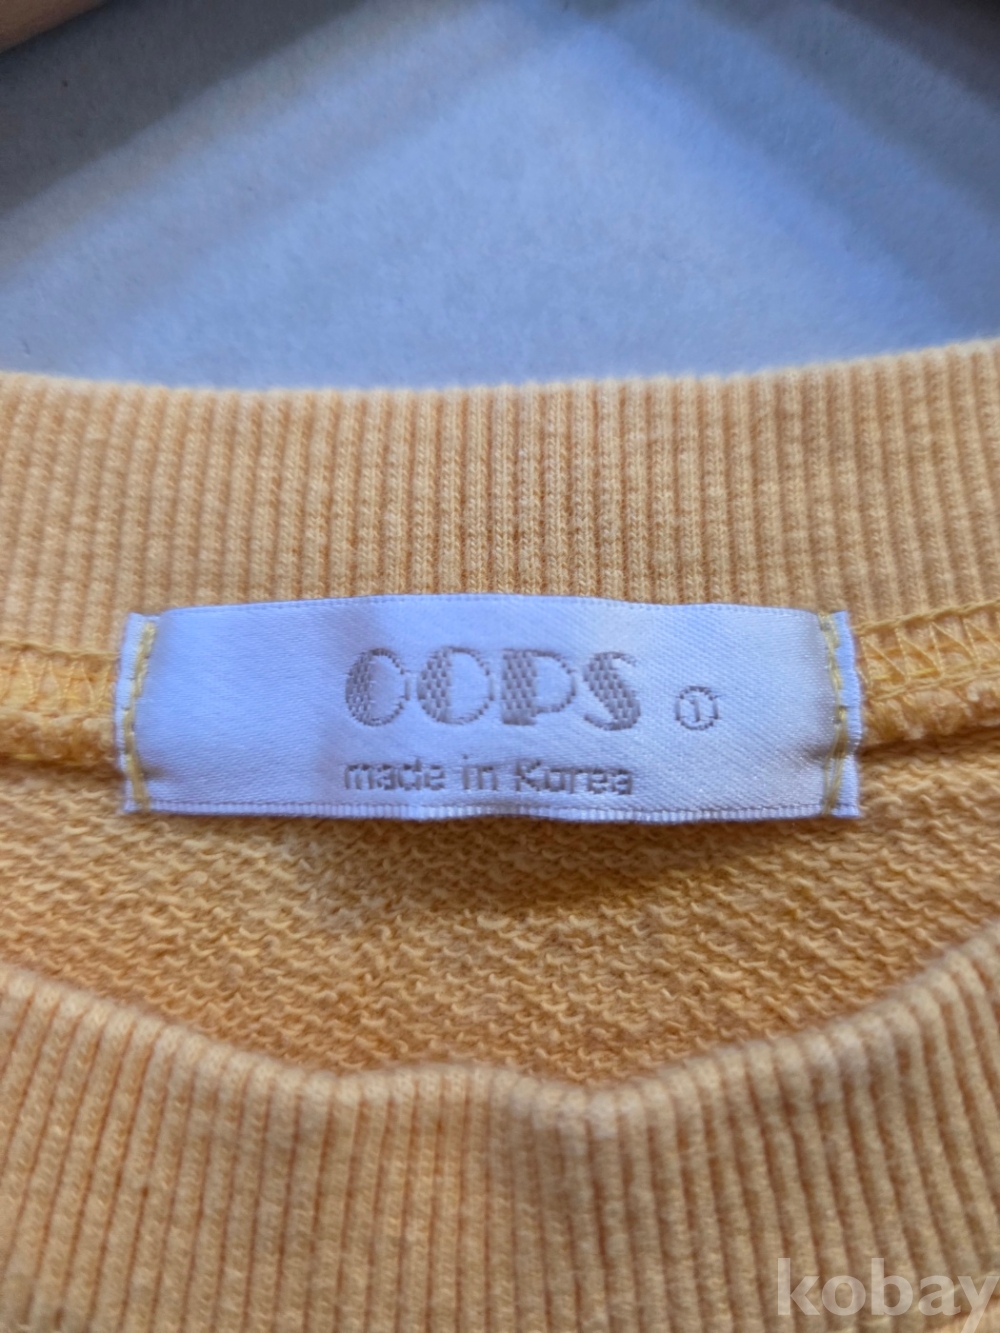 OOPS ①
made in Korea
kobay